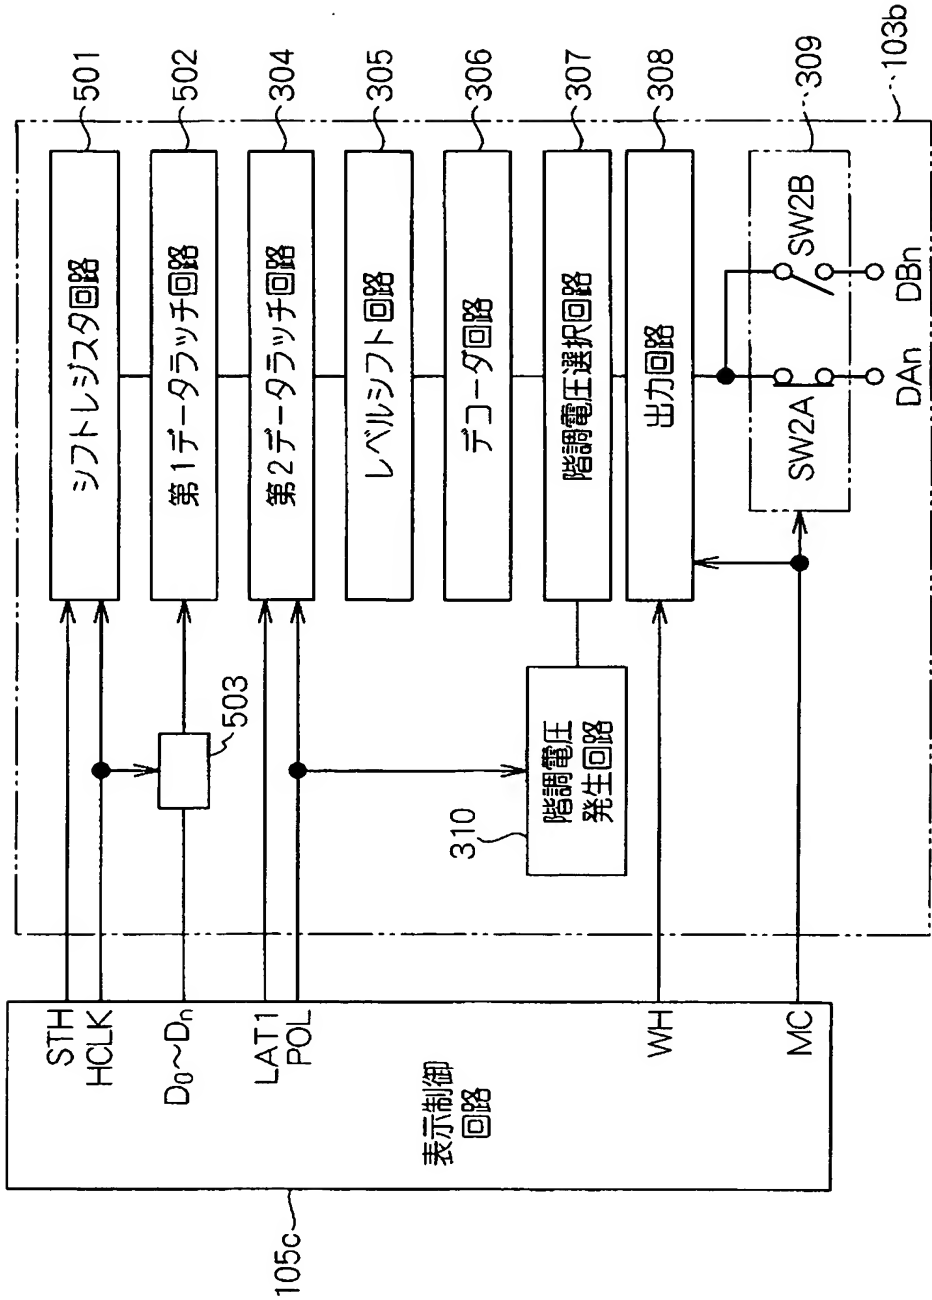 105c
表示制御
回路
STH
HCLK
D₀～Dₙ
LAT1
POL
WH
MC
503
310
階調電圧
発生回路
シフトレジスタ回路
第1データラッチ回路
第2データラッチ回路
レベルシフト回路
デコーダ回路
階調電圧選択回路
出力回路
SW2A
SW2B
DAn
DBn
501
502
304
305
306
307
308
309
103b